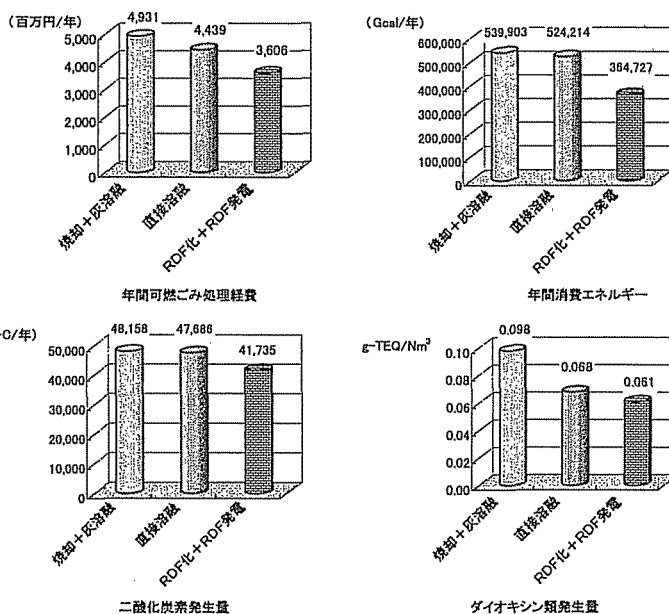 （百万円/年）
4,931
4,439
3,606
5,000
4,000
3,000
2,000
1,000
0
焼却＋灰溶融
直接溶融
RDF化＋RDF発電
年間可燃ごみ処理経費
（Gcal/年）
539,903
524,214
364,727
600,000
500,000
400,000
300,000
200,000
100,000
0
焼却＋灰溶融
直接溶融
RDF化＋RDF発電
年間消費エネルギー
-C/年）
48,158
47,686
41,735
50,000
40,000
30,000
20,000
10,000
0
焼却＋灰溶融
直接溶融
RDF化＋RDF発電
二酸化炭素発生量
g-TEQ/Nm³
0.098
0.068
0.061
0.10
0.08
0.06
0.04
0.02
0.00
焼却＋灰溶融
直接溶融
RDF化＋RDF発電
ダイオキシン類発生量